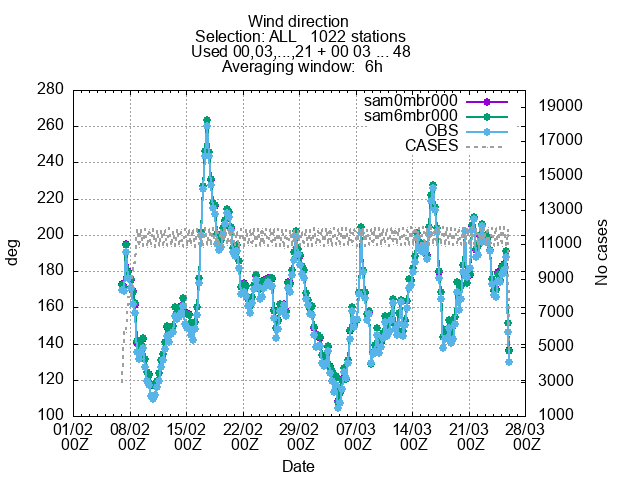 Wind direction
Selection: ALL   1022 stations
Used 00,03,...,21 + 00 03 ... 48
Averaging window:  6h
sam0mbr000
sam6mbr000
OBS
CASES
280
260
240
220
200
180
160
140
120
100
deg
19000
17000
15000
13000
11000
9000
7000
5000
3000
1000
No cases
01/02 00Z
08/02 00Z
15/02 00Z
22/02 00Z
29/02 00Z
07/03 00Z
14/03 00Z
21/03 00Z
28/03 00Z
Date